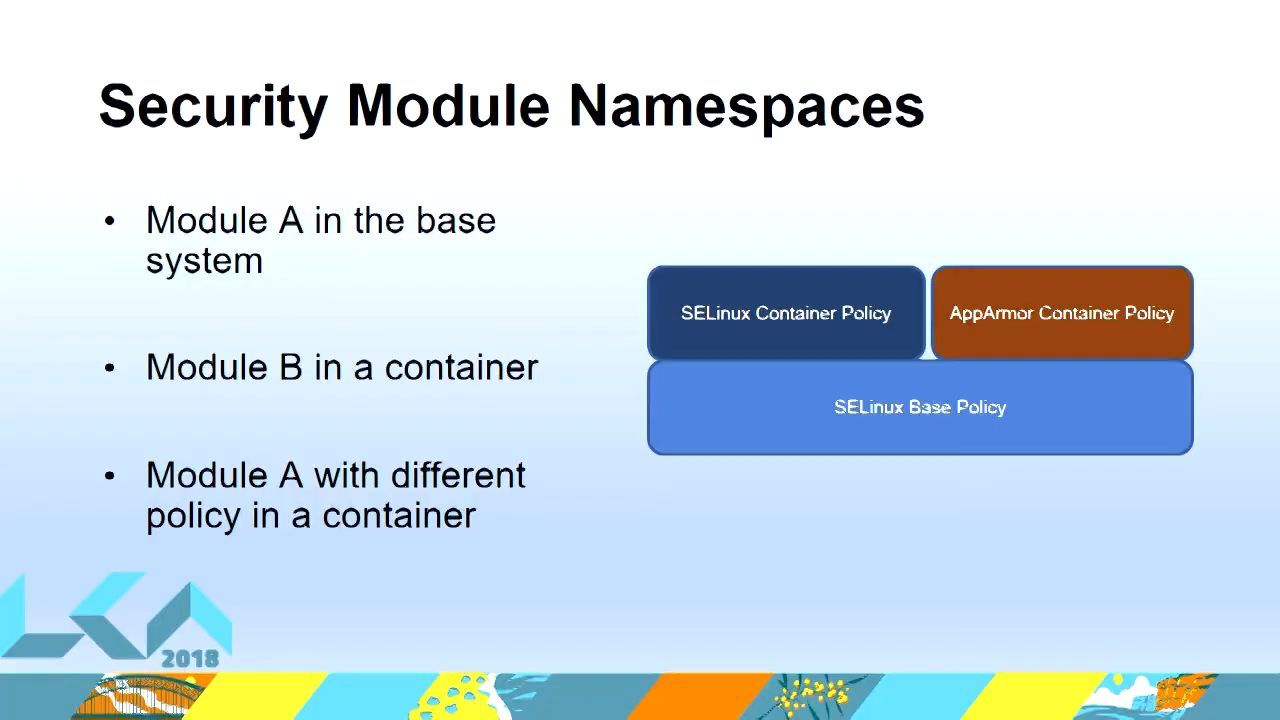 Security Module Namespaces
• Module A in the base
system
• Module B in a container
• Module A with different
policy in a container
SELinux Container Policy
AppArmor Container Policy
SELinux Base Policy
LCA
2018